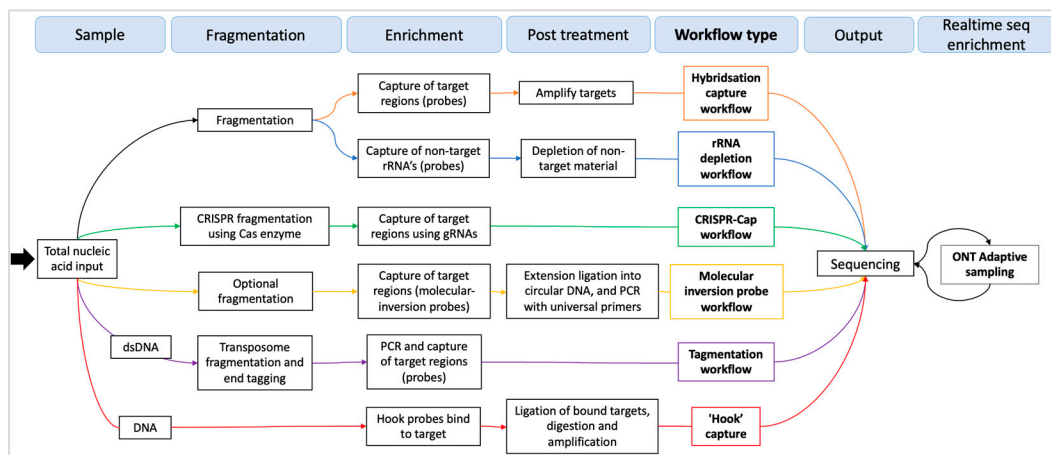 Sample
Fragmentation
Enrichment
Post treatment
Workflow type
Output
Realtime seq
enrichment
Capture of target
regions (probes)
Amplify targets
Hybridsation
capture
workflow
Fragmentation
Capture of non-target
rRNA's (probes)
Depletion of non-
target material
rRNA
depletion
workflow
CRISPR fragmentation
using Cas enzyme
Capture of target
regions using gRNAs
CRISPR-Cap
workflow
Total nucleic
acid input
Sequencing
ONT Adaptive
sampling
Optional
fragmentation
Capture of target
regions (molecular-
inversion probes)
Extension ligation into
circular DNA, and PCR
with universal primers
Molecular
inversion probe
workflow
dsDNA
Transposome
fragmentation and
end tagging
PCR and capture
of target regions
(probes)
Tagmentation
workflow
DNA
Hook probes bind
to target
Ligation of bound targets,
digestion and
amplification
'Hook'
capture